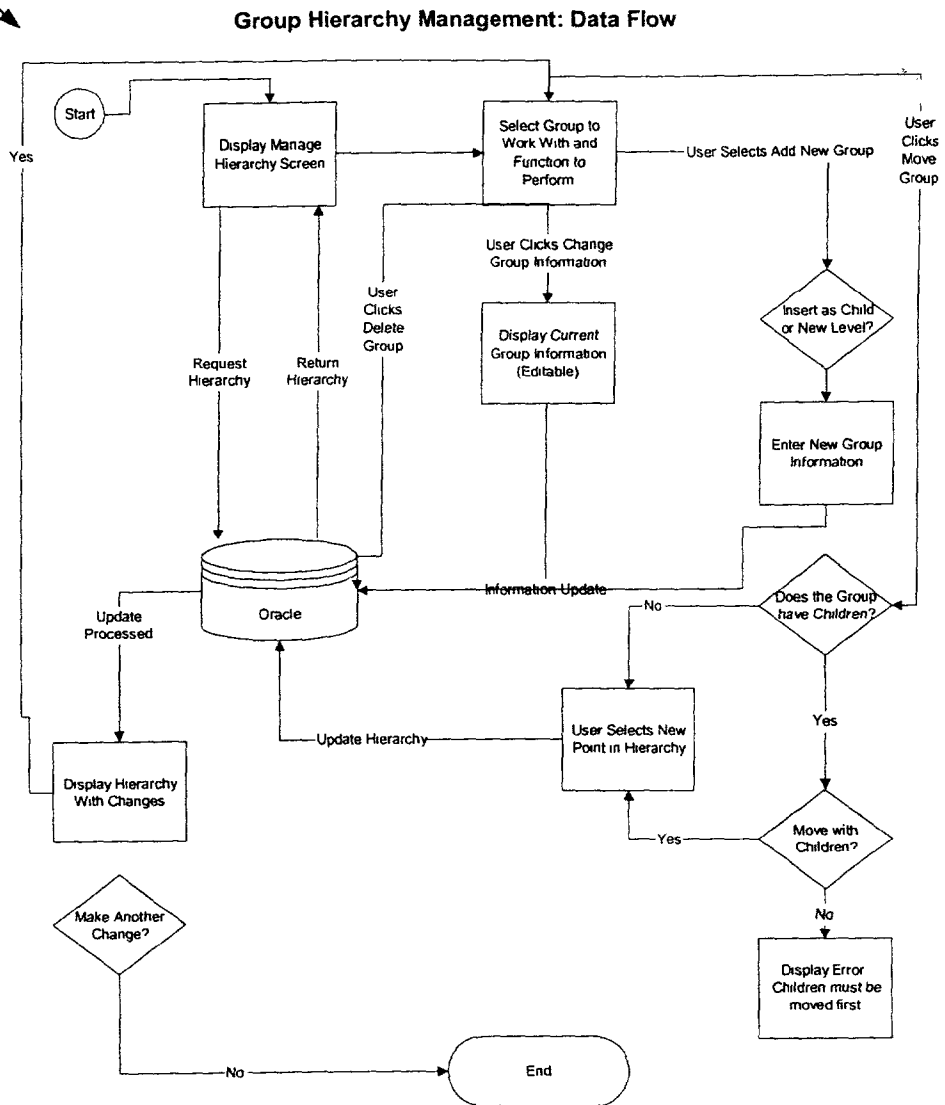 Group Hierarchy Management: Data Flow
Start
Display Manage
Hierarchy Screen
Select Group to
Work With and
Function to
Perform
User Selects Add New Group
User
Clicks
Move
Group
Yes
User Clicks Change
Group Information
User
Clicks
Delete
Group
Insert as Child
or New Level?
Display Current
Group Information
(Editable)
Request
Hierarchy
Return
Hierarchy
Enter New Group
Information
Oracle
Information Update
Does the Group
have Children?
No
Update
Processed
Yes
User Selects New
Point in Hierarchy
Update Hierarchy
Display Hierarchy
With Changes
Move with
Children?
Yes
No
Make Another
Change?
Display Error
Children must be
moved first
No
End